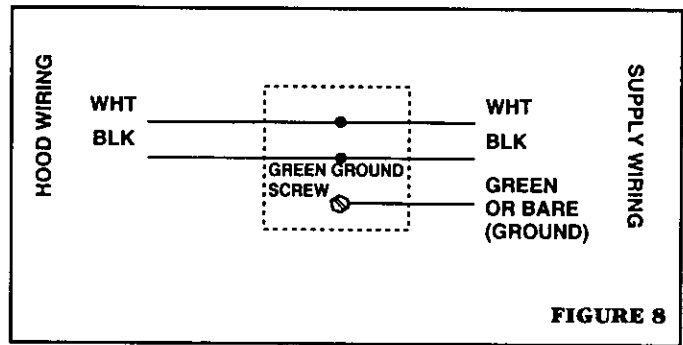 HOOD WIRING
WHT
BLK
GREEN GROUND
SCREW
WHT
BLK
GREEN
OR BARE
(GROUND)
SUPPLY WIRING
FIGURE 8